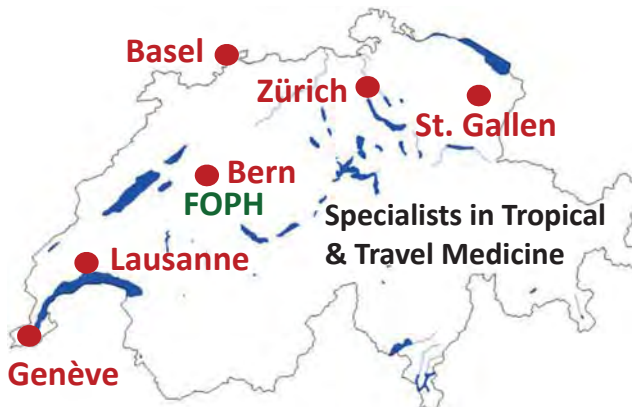 Basel
Zürich
St. Gallen
Bern
FOPH
Specialists in Tropical
& Travel Medicine
Lausanne
Genève